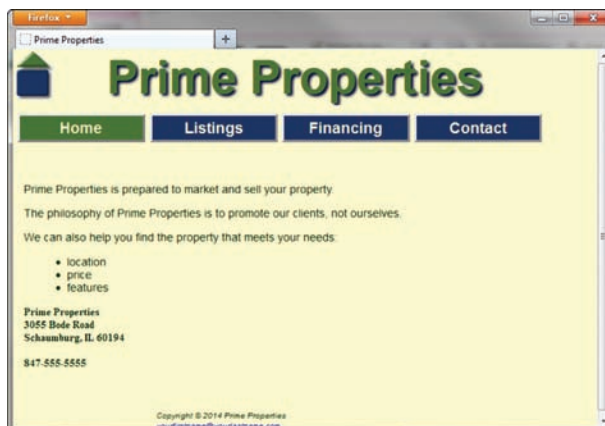 Firefox
Prime Properties
Prime Properties
Home Listings Financing Contact
Prime Properties is prepared to market and sell your property.
The philosophy of Prime Properties is to promote our clients, not ourselves.
We can also help you find the property that meets your needs:
• location
• price
• features
Prime Properties
3055 Bode Road
Schaumburg, IL 60194
847-555-5555
Copyright © 2014 Prime Properties